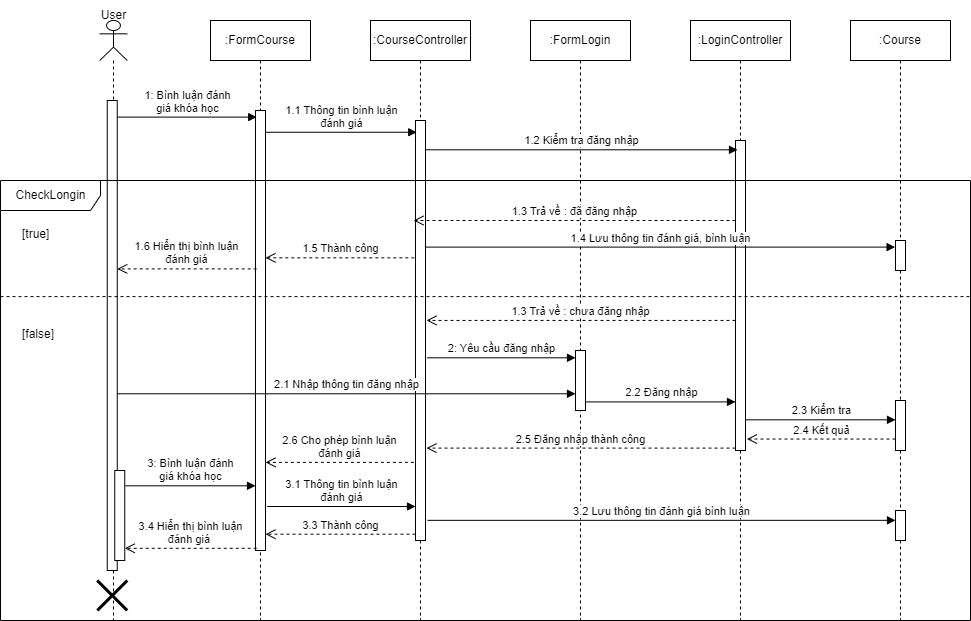 User
:FormCourse
:CourseController
:FormLogin
:LoginController
:Course
1: Bình luận đánh
giá khóa học
1.1 Thông tin bình luận
đánh giá
1.2 Kiểm tra đăng nhập
CheckLongin
[true]
1.3 Trả về : đã đăng nhập
1.4 Lưu thông tin đánh giá, bình luận
1.5 Thành công
1.6 Hiển thị bình luận
đánh giá
[false]
1.3 Trả về : chưa đăng nhập
2: Yêu cầu đăng nhập
2.1 Nhập thông tin đăng nhập
2.2 Đăng nhập
2.3 Kiểm tra
2.4 Kết quả
2.5 Đăng nhâp thành công
2.6 Cho phép bình luận
đánh giá
3: Bình luận đánh
giá khóa học
3.1 Thông tin bình luận
đánh giá
3.2 Lưu thông tin đánh giá bình luận
3.3 Thành công
3.4 Hiển thị bình luận
đánh giá